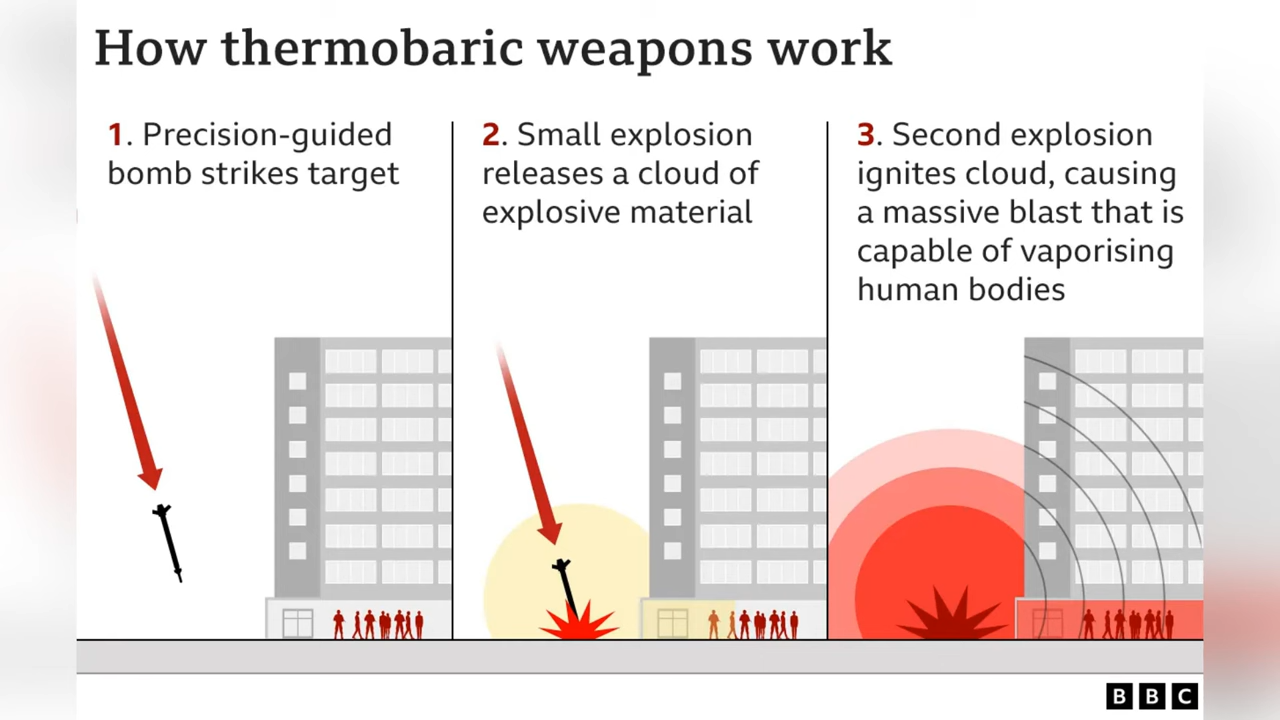 How thermobaric weapons work
1. Precision-guided
bomb strikes target
2. Small explosion
releases a cloud of
explosive material
3. Second explosion
ignites cloud, causing
a massive blast that is
capable of vaporising
human bodies
BBC